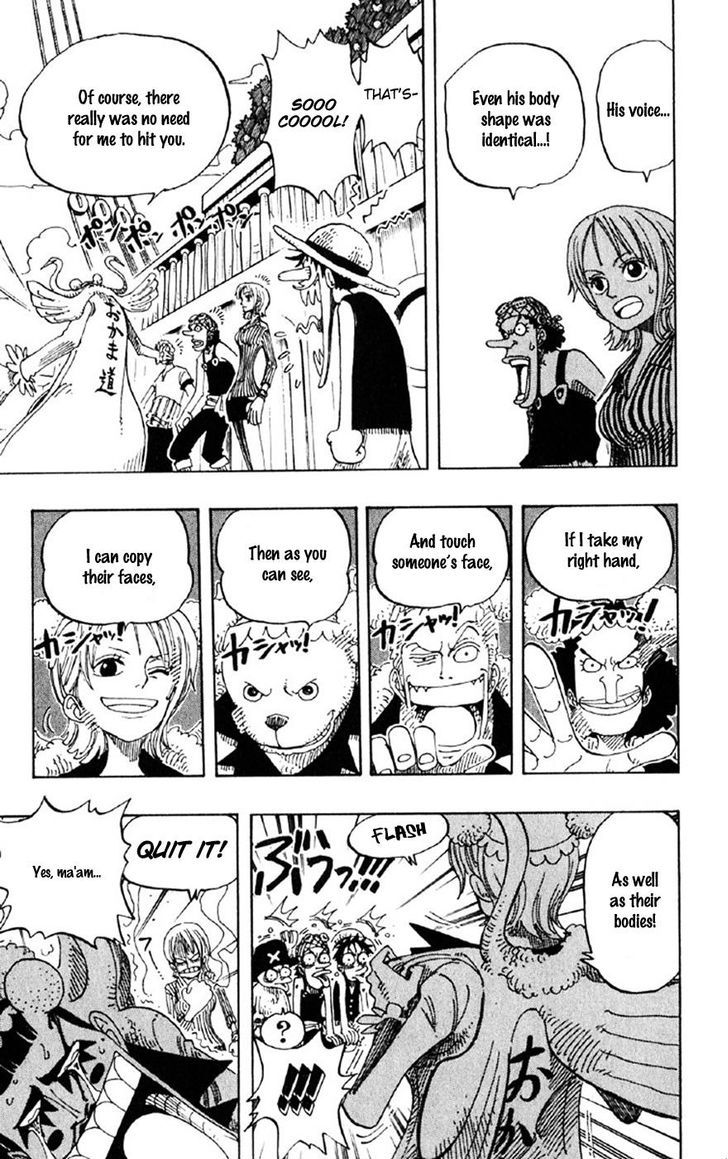 His voice...
Even his body
shape was
identical...!
THAT'S-
SOOO
COOOOL!
Of course, there
really was no need
for me to hit you.
ポポポポ
ポン
ポン
おかま道
If I take my
right hand,
カシャッ!
And touch
someone's face,
カシャッ!
Then as you
can see,
カシャッ!
I can copy
their faces,
カシャッ!
As well
as their
bodies!
FLASH
ぶつっ!!!
?
!!!
おか
QUIT IT!
Yes, ma'am...